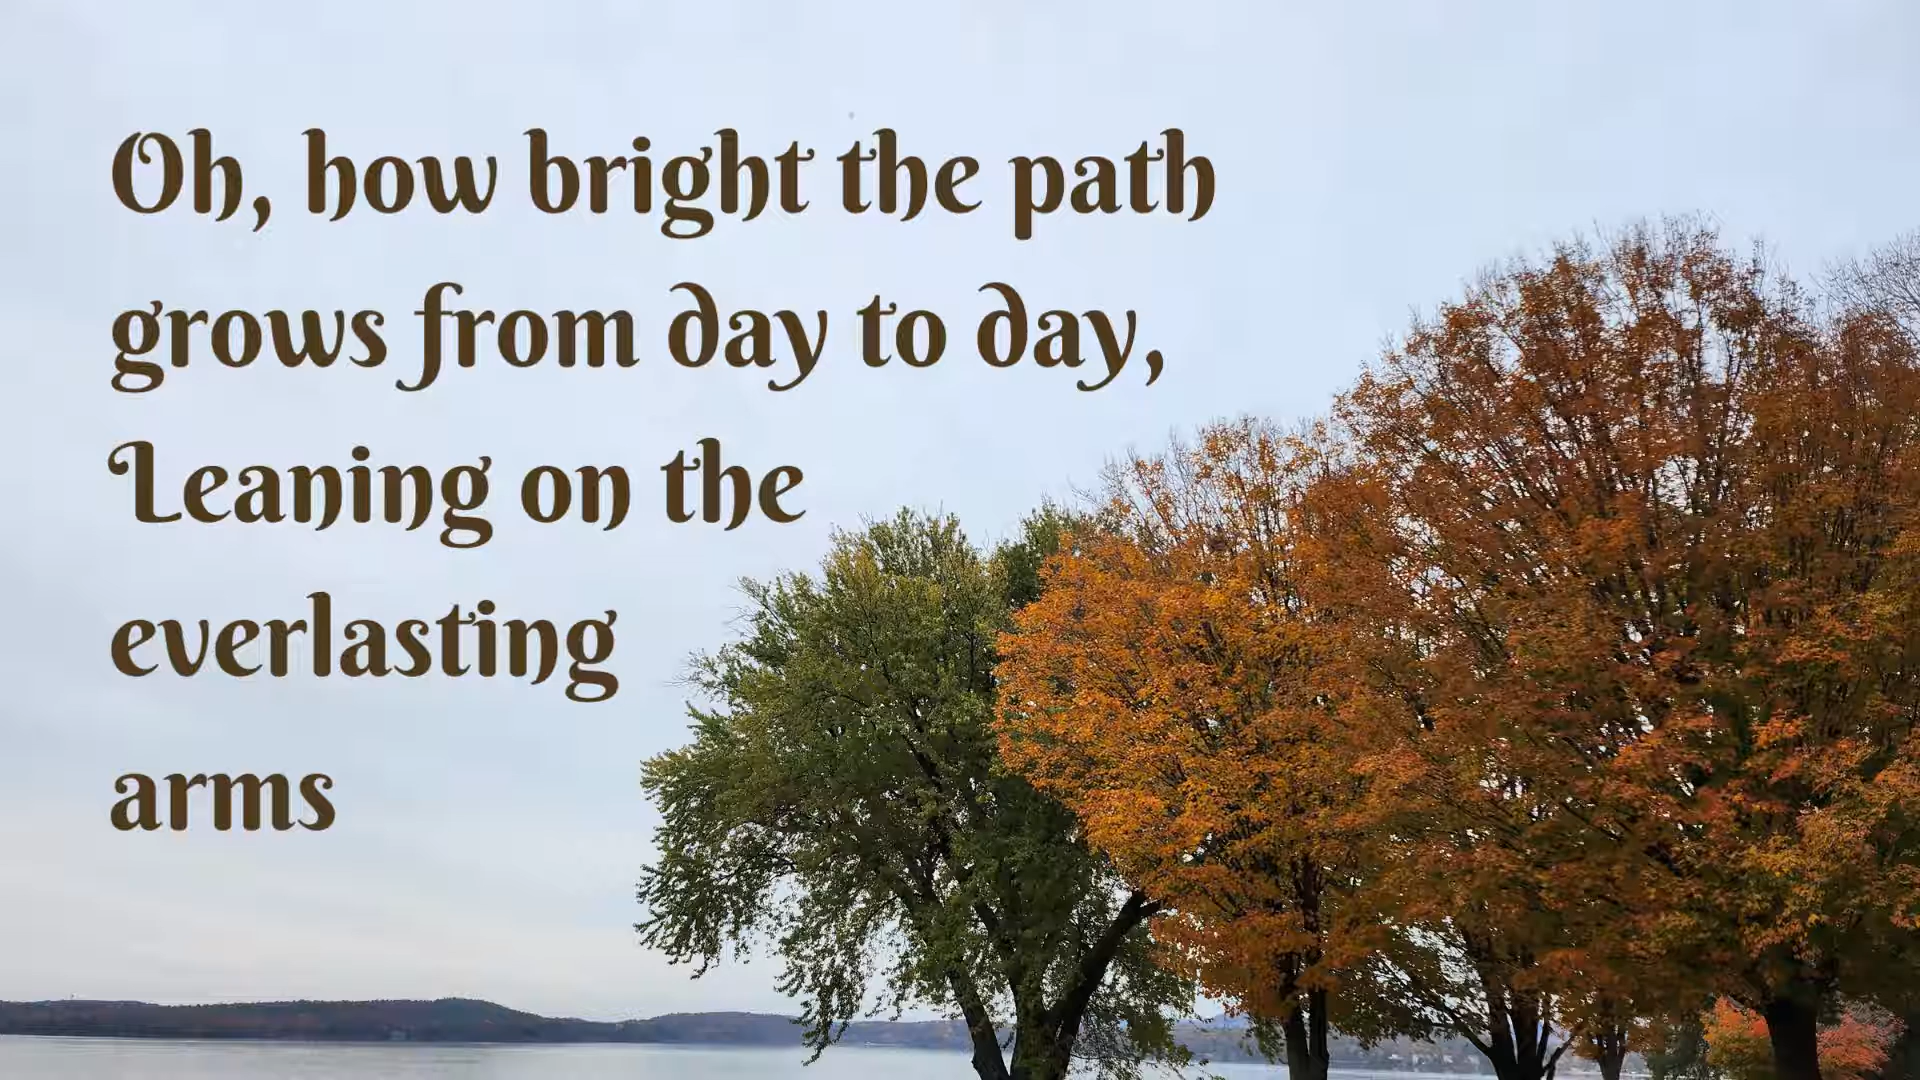 Oh, how bright the path
grows from day to day,
Leaning on the
everlasting
arms